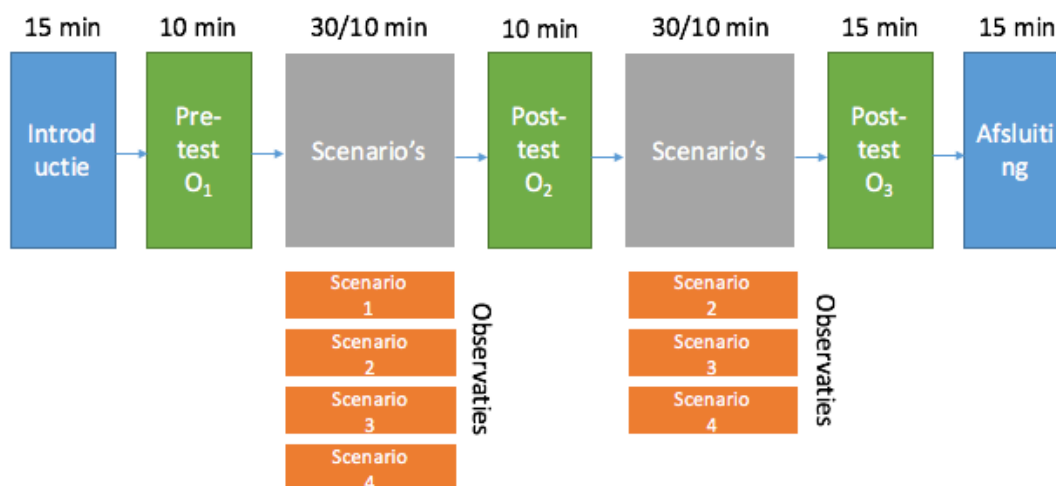 15 min
10 min
30/10 min
10 min
30/10 min
15 min
15 min
Introd
uctie
Pre-
test
O₁
Scenario's
Post-
test
O₂
Scenario's
Post-
test
O₃
Afsluiti
ng
Scenario
1
Scenario
2
Scenario
3
Scenario
4
Observaties
Scenario
2
Scenario
3
Scenario
4
Observaties